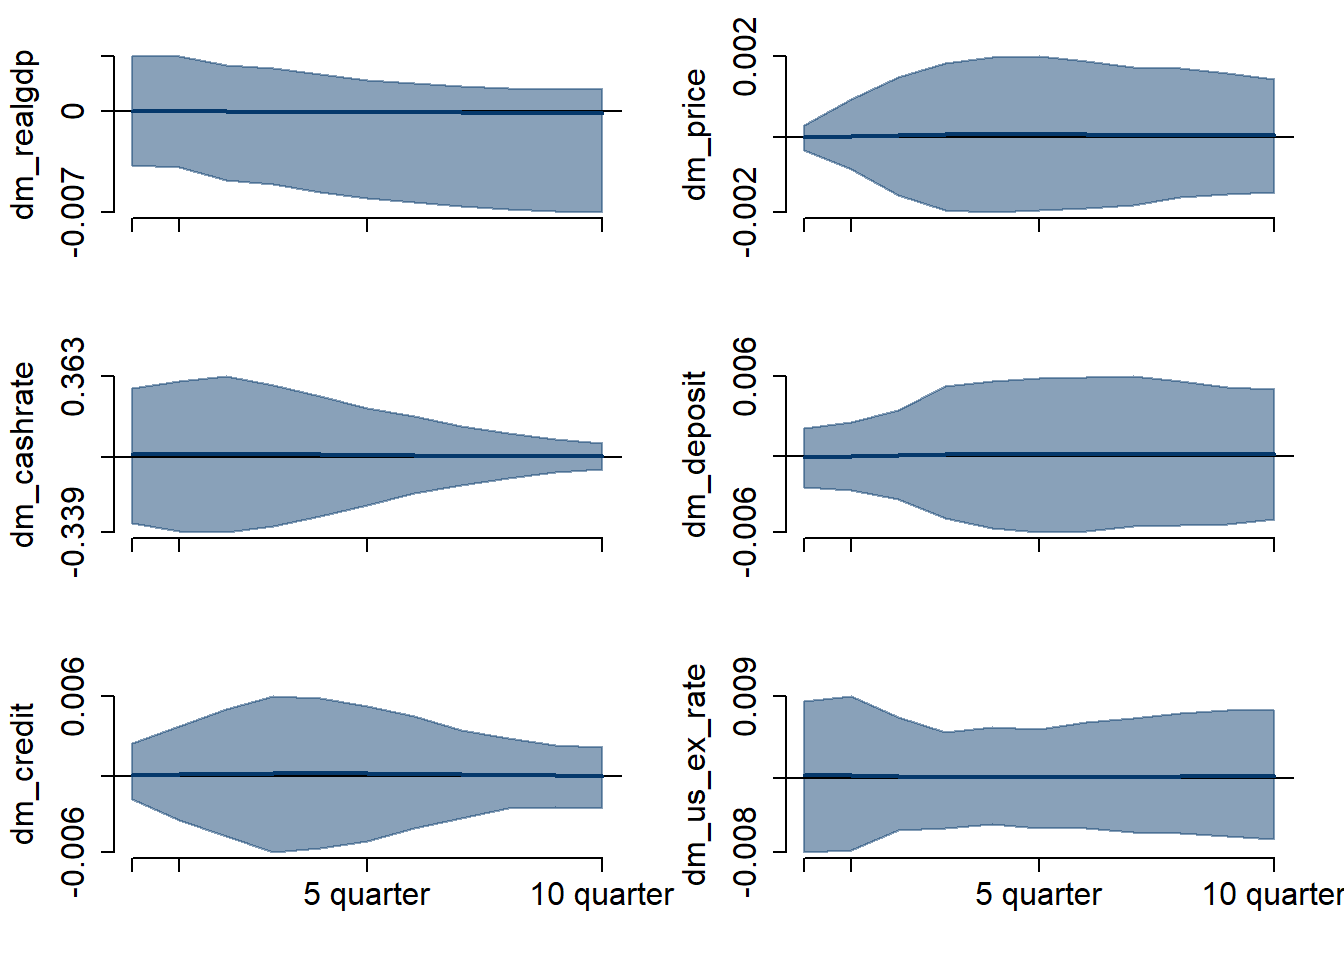 dm_realgdp
0
-0.007
dm_price
0.002
-0.002
dm_cashrate
0.363
-0.339
dm_deposit
0.006
-0.006
dm_credit
0.006
-0.006
5 quarter
10 quarter
dm_us_ex_rate
0.009
-0.008
5 quarter
10 quarter